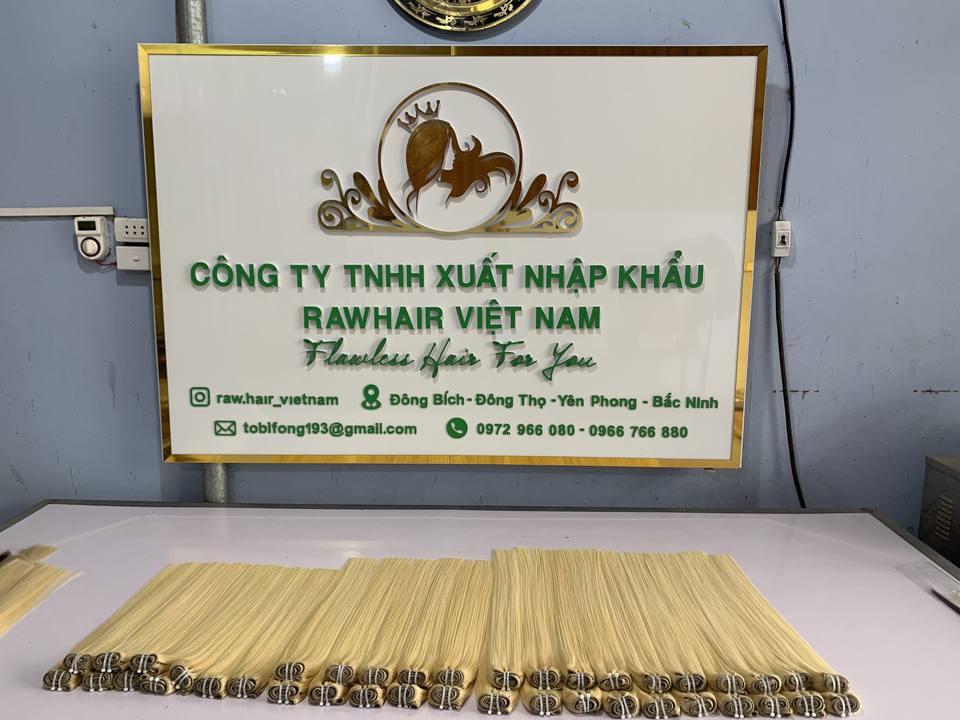 CÔNG TY TNHH XUẤT NHẬP KHẨU
RAWHAIR VIỆT NAM
Flawless Hair For You
raw.hair_vietnam Đông Bích - Đông Thọ - Yên Phong - Bắc Ninh
tobifong193@gmail.com 0972 966 080 - 0966 766 880